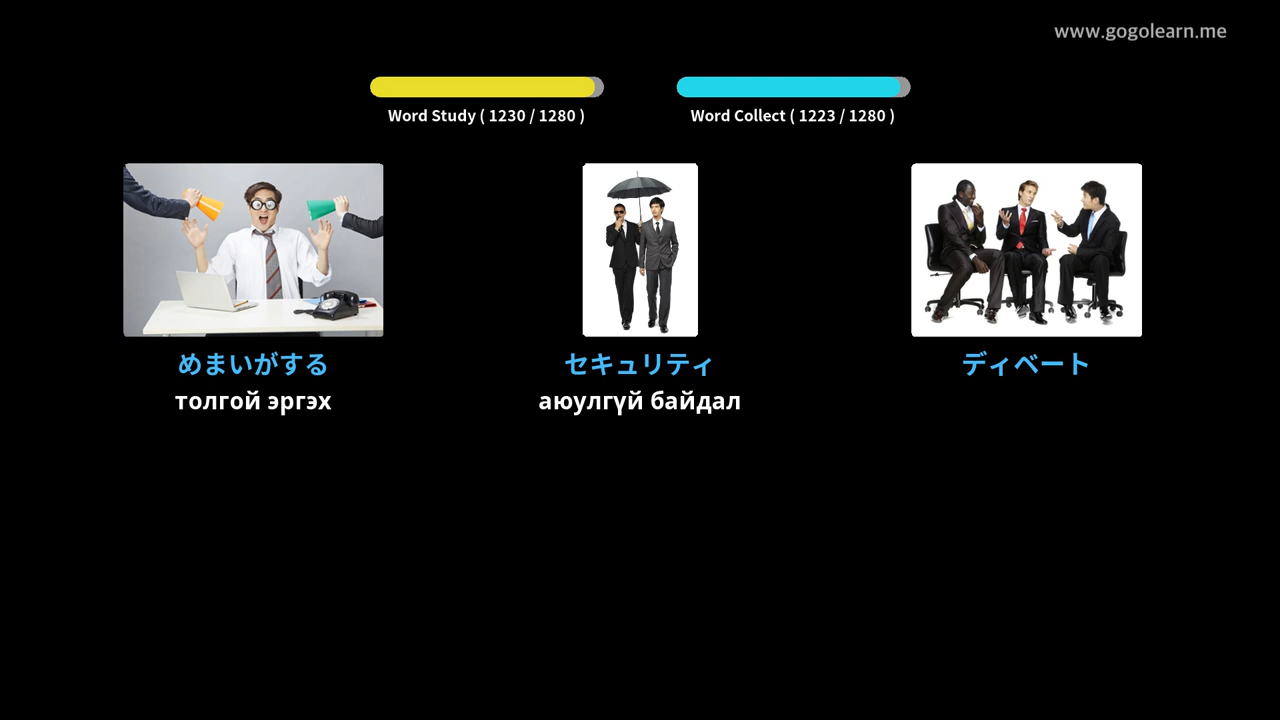 www.gogolearn.me
Word Study ( 1230 / 1280 )
Word Collect ( 1223 / 1280 )
めまいがする
толгой эргэх
セキュリティ
аюулгүй байдал
ディベート